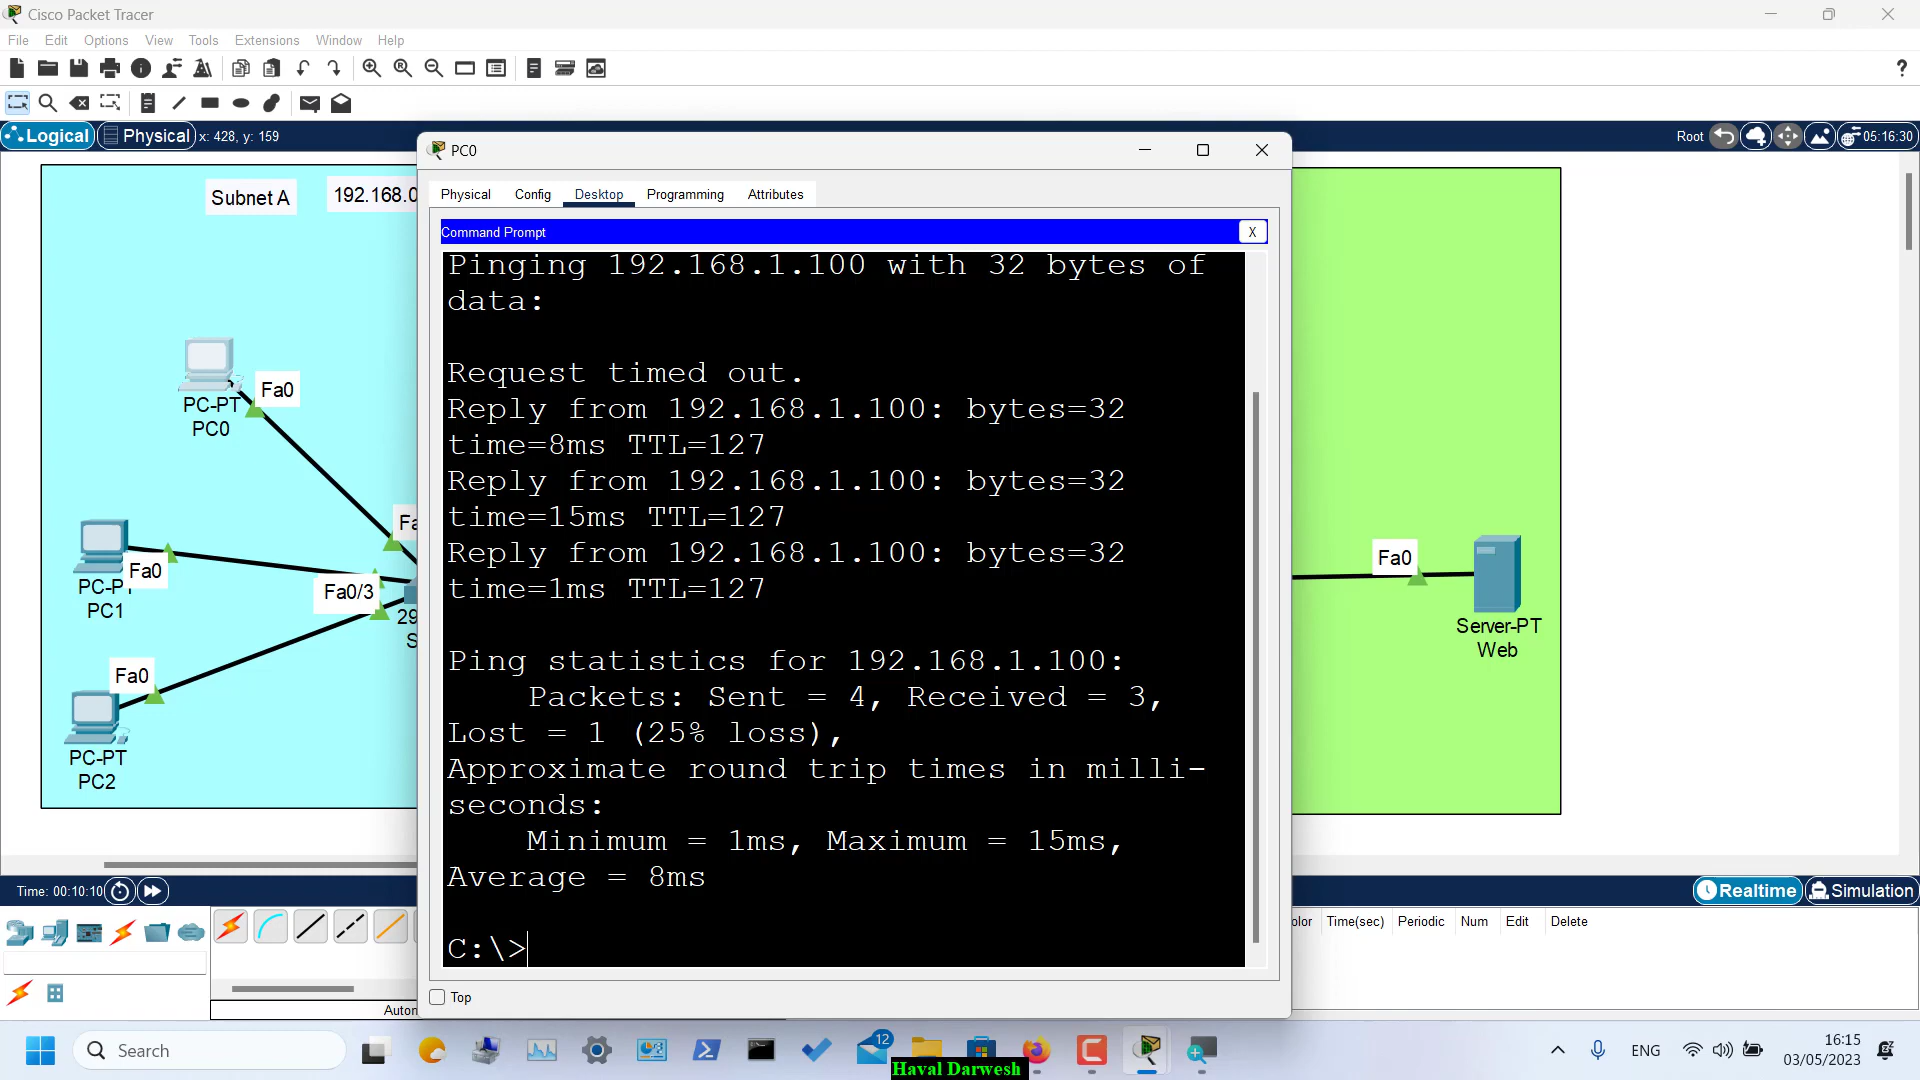 Cisco Packet Tracer
File Edit Options View Tools Extensions Window Help
Logical Physical x: 428, y: 159
Root 05:16:30
Subnet A 192.168.0
PC-PT
PC0
Fa0
PC1
Fa0
Fa0/3
Fa0
PC-PT
PC2
PC0
Physical Config Desktop Programming Attributes
Command Prompt X
Pinging 192.168.1.100 with 32 bytes of
data:
Request timed out.
Reply from 192.168.1.100: bytes=32
time=8ms TTL=127
Reply from 192.168.1.100: bytes=32
time=15ms TTL=127
Reply from 192.168.1.100: bytes=32
time=1ms TTL=127
Ping statistics for 192.168.1.100:
Packets: Sent = 4, Received = 3,
Lost = 1 (25% loss),
Approximate round trip times in milli-
seconds:
Minimum = 1ms, Maximum = 15ms,
Average = 8ms
C:\>
Top
Fa0
Server-PT
Web
Time: 00:10:10
Realtime Simulation
Time(sec) Periodic Num Edit Delete
Search
12
Haval Darwesh
ENG
16:15
03/05/2023